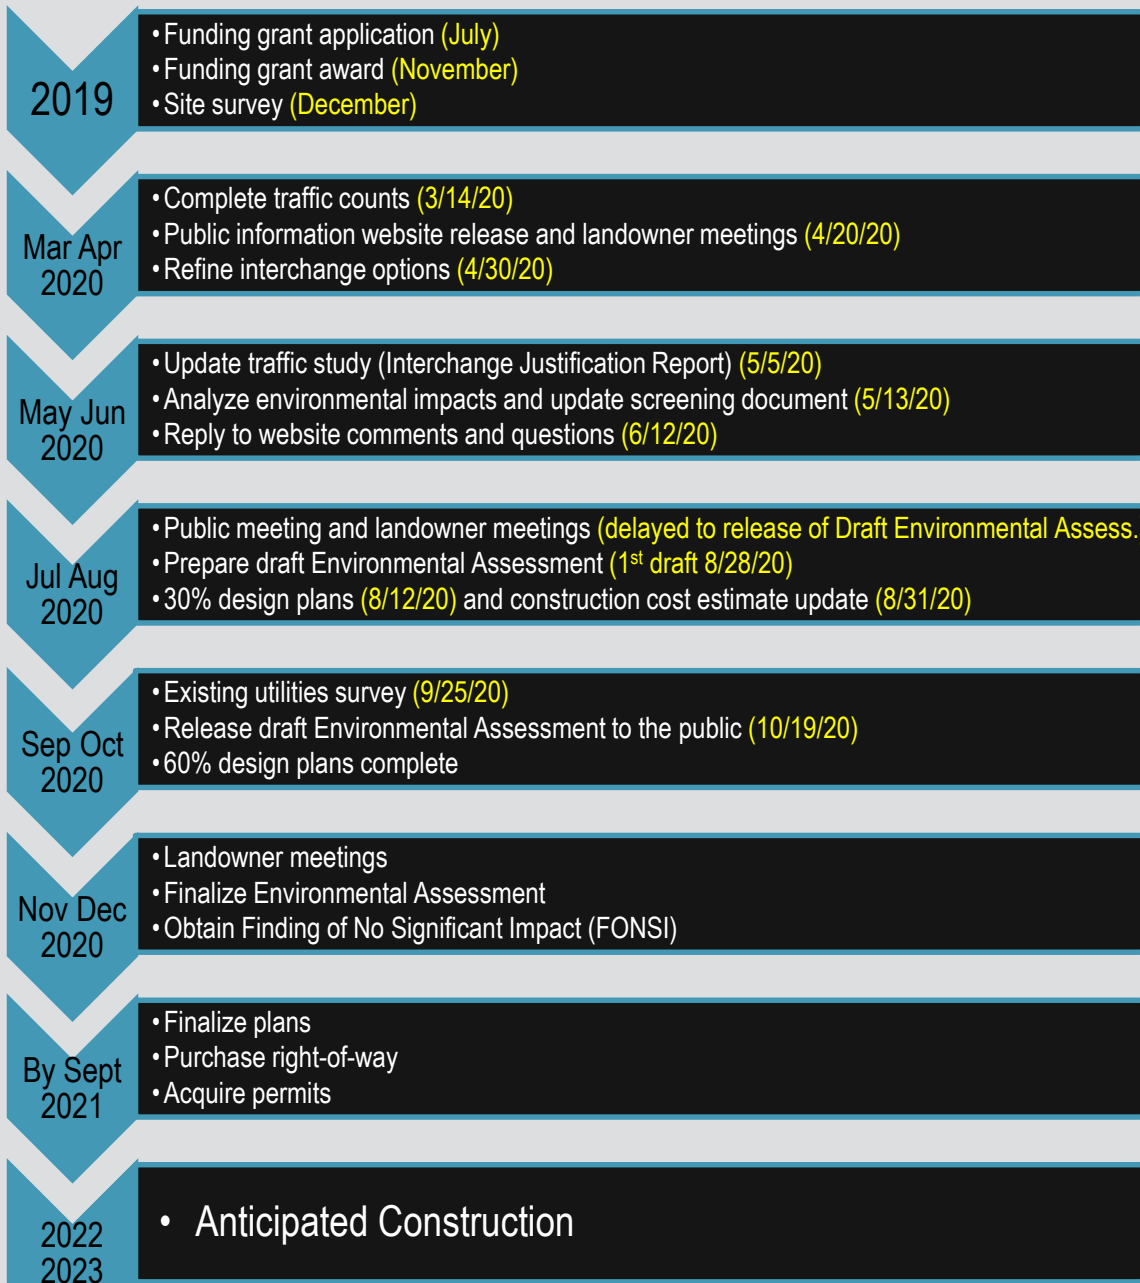 2019
•Funding grant application (July)
•Funding grant award (November)
•Site survey (December)
Mar Apr
2020
•Complete traffic counts (3/14/20)
•Public information website release and landowner meetings (4/20/20)
•Refine interchange options (4/30/20)
May Jun
2020
•Update traffic study (Interchange Justification Report) (5/5/20)
•Analyze environmental impacts and update screening document (5/13/20)
•Reply to website comments and questions (6/12/20)
Jul Aug
2020
•Public meeting and landowner meetings (delayed to release of Draft Environmental Assess.
•Prepare draft Environmental Assessment (1st draft 8/28/20)
•30% design plans (8/12/20) and construction cost estimate update (8/31/20)
Sep Oct
2020
•Existing utilities survey (9/25/20)
•Release draft Environmental Assessment to the public (10/19/20)
•60% design plans complete
Nov Dec
2020
•Landowner meetings
•Finalize Environmental Assessment
•Obtain Finding of No Significant Impact (FONSI)
By Sept
2021
•Finalize plans
•Purchase right-of-way
•Acquire permits
2022
2023
• Anticipated Construction